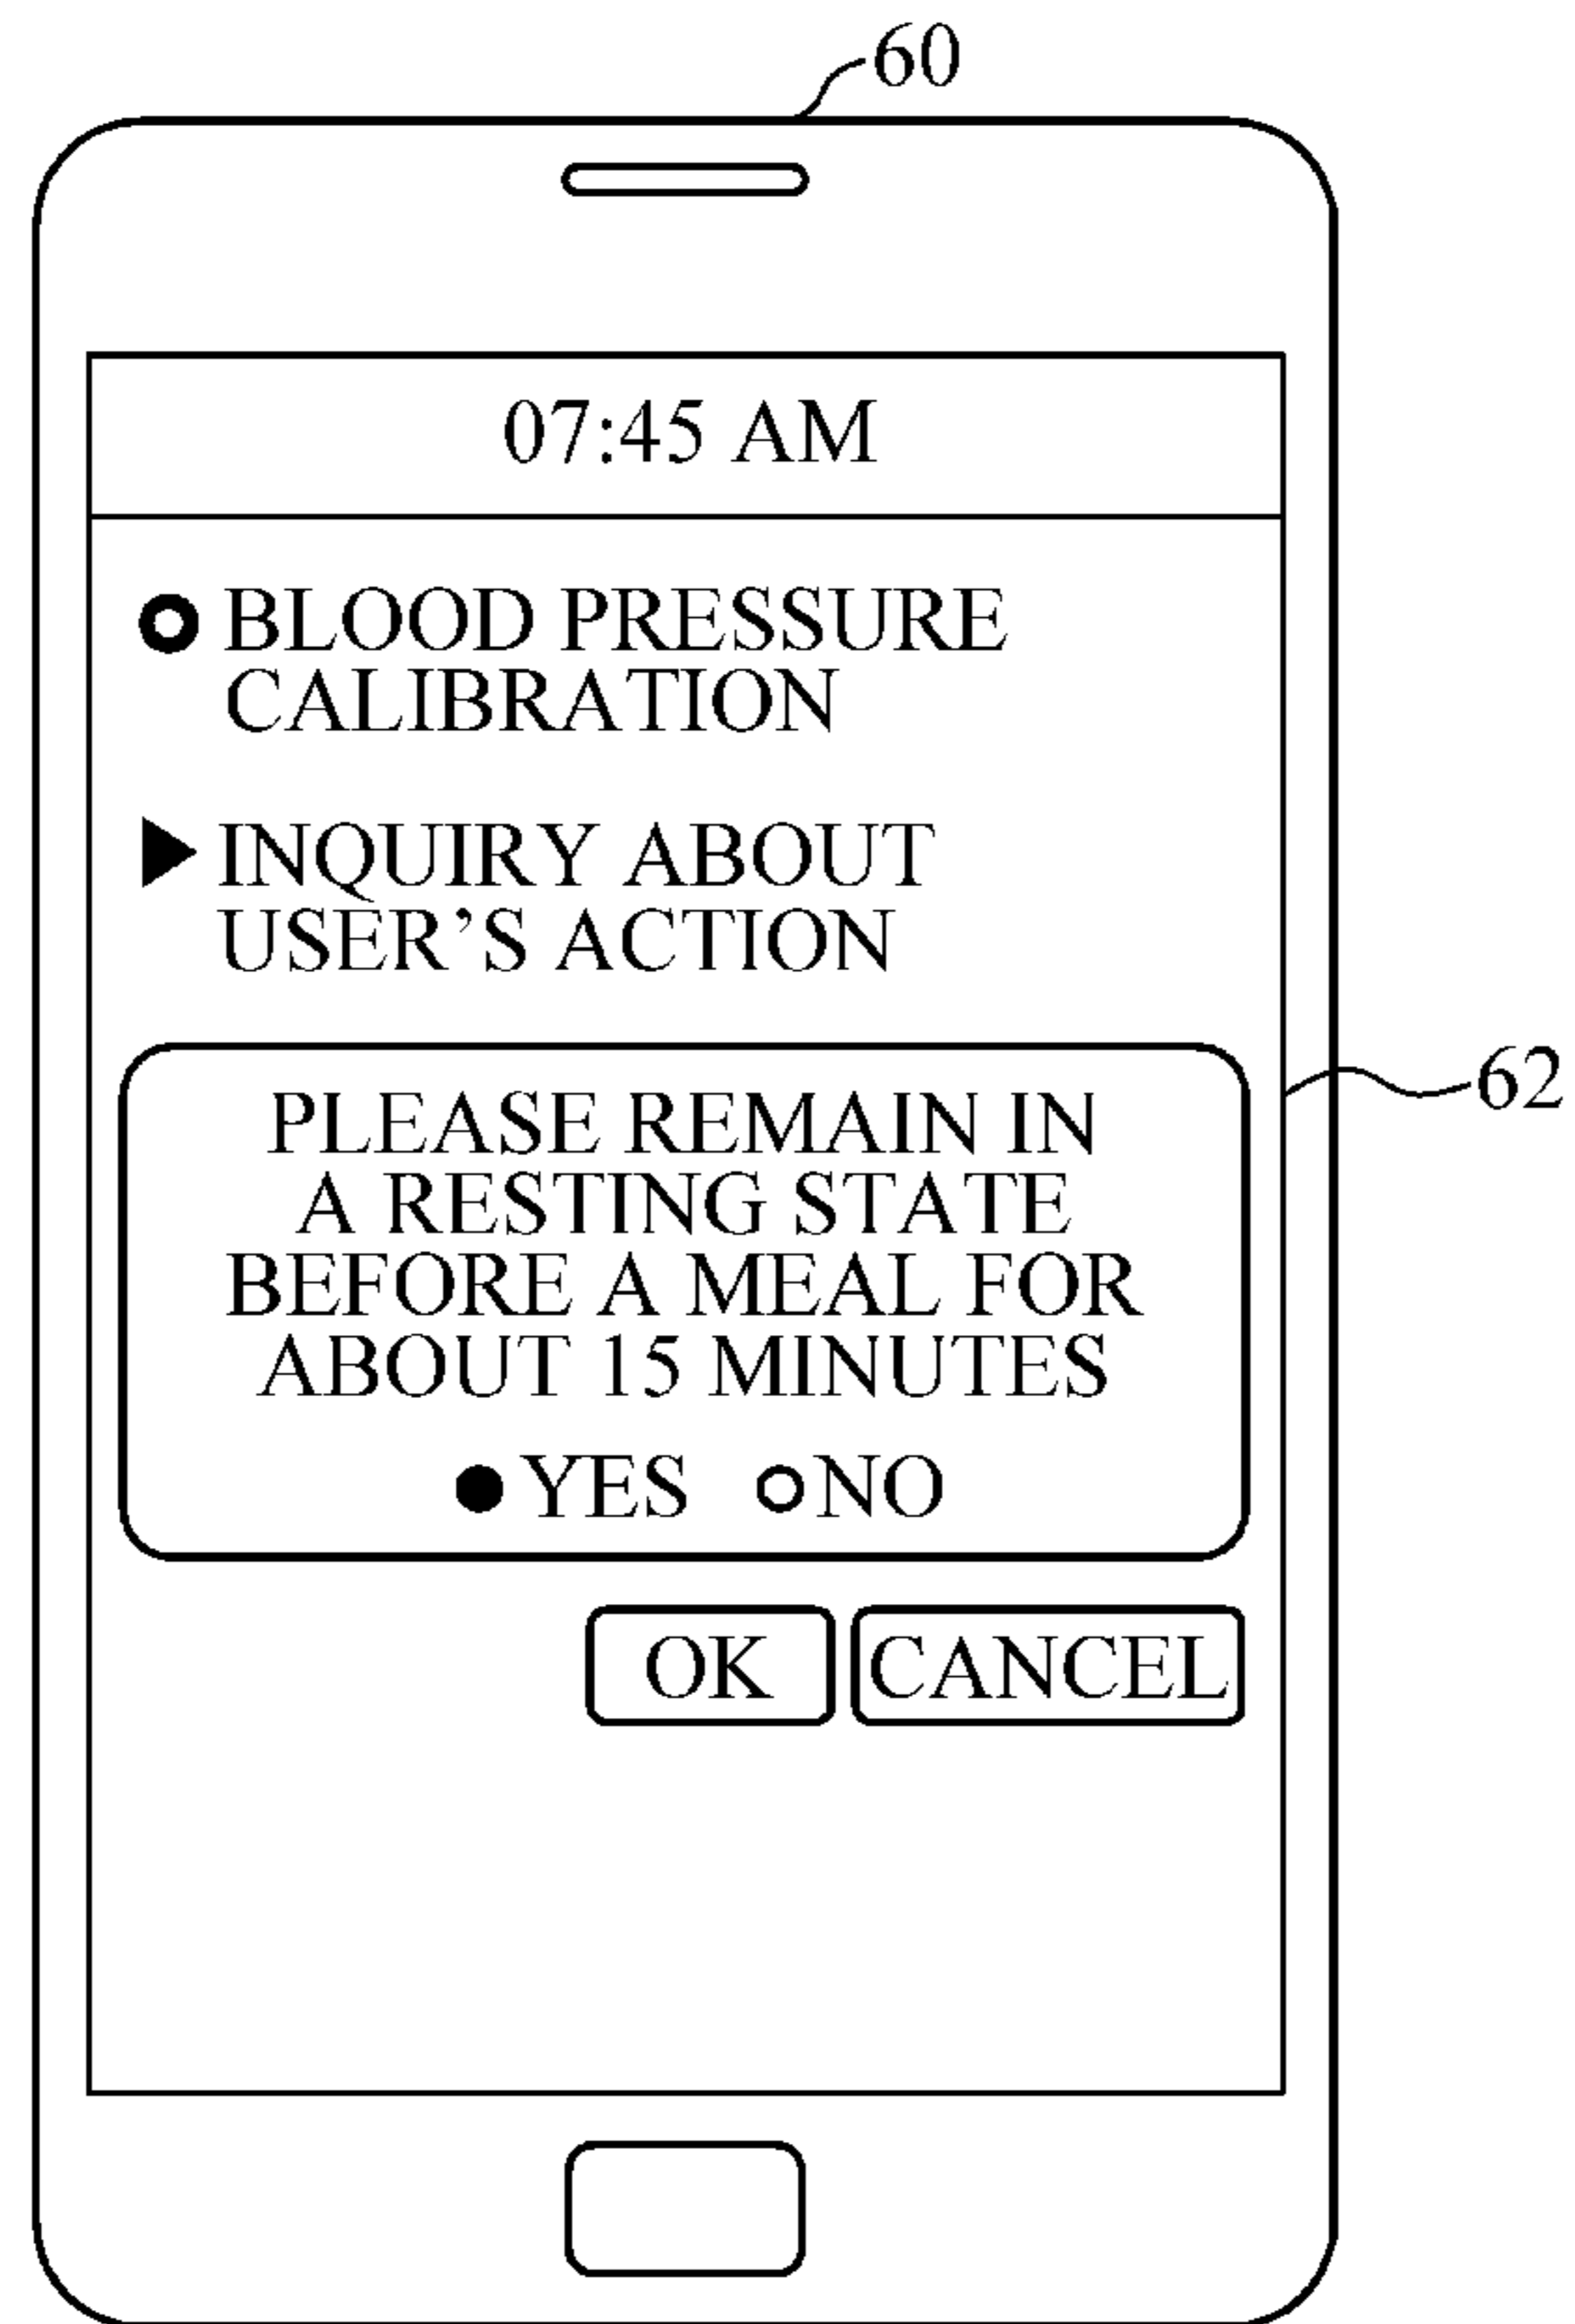 60
07:45 AM
BLOOD PRESSURE
CALIBRATION
INQUIRY ABOUT
USER’S ACTION
PLEASE REMAIN IN
A RESTING STATE
BEFORE A MEAL FOR
ABOUT 15 MINUTES
YES NO
62
OK CANCEL